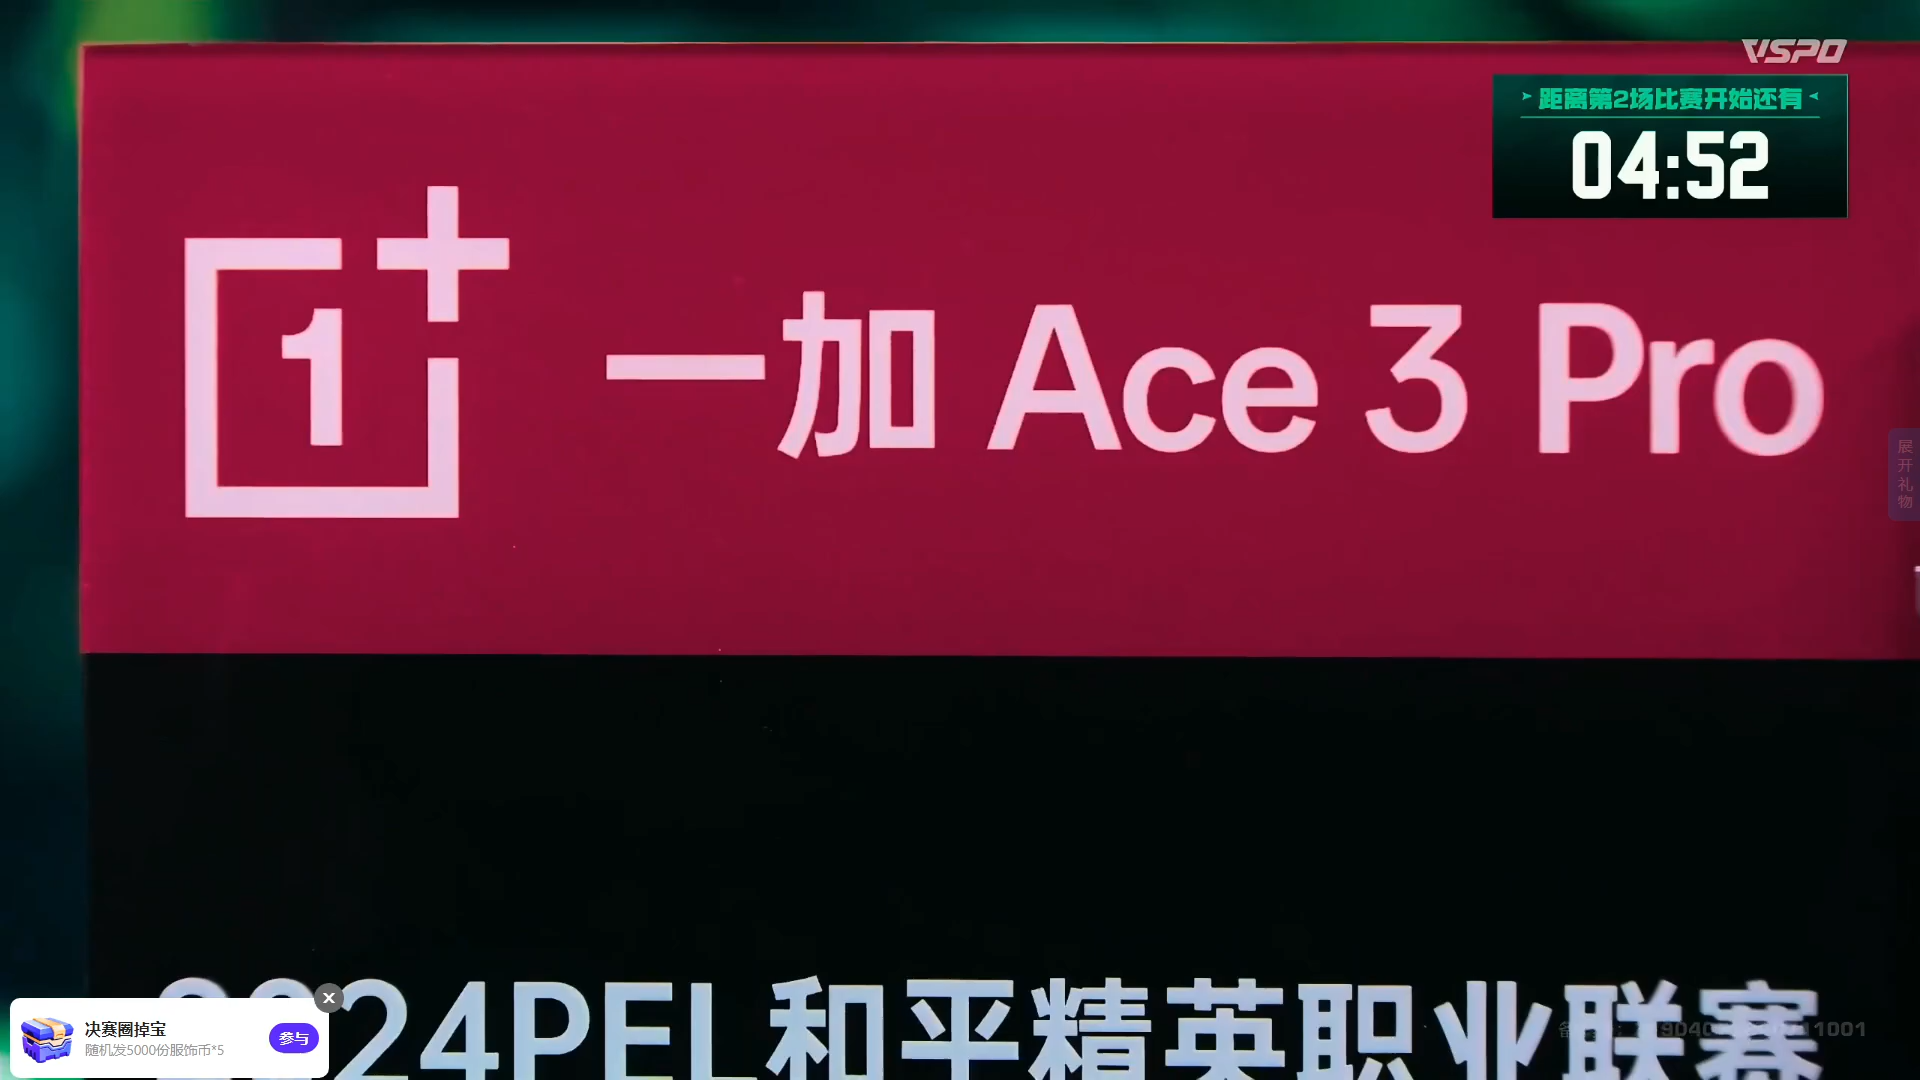 VSPO
距离第2场比赛开始还有
04:52
1
一加 Ace 3 Pro
展开礼物
2024PEL和平精英职业联赛
决赛圈掉宝
随机发5000份服饰币*5
参与